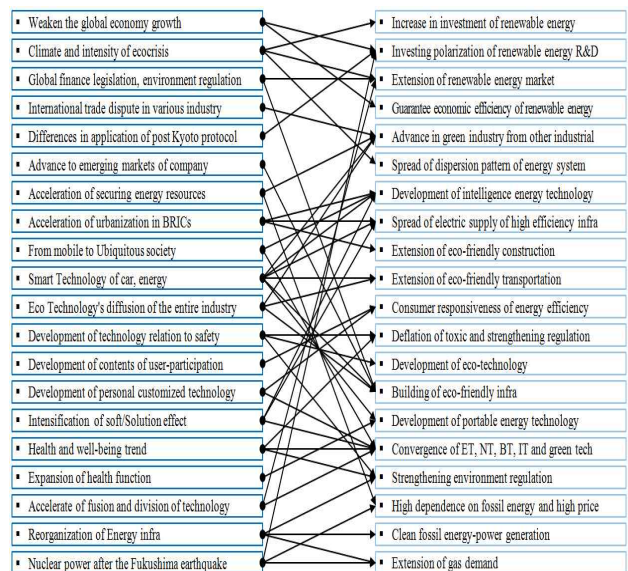 Weaken the global economy growth
Climate and intensity of ecocrisis
Global finance legislation, environment regulation
International trade dispute in various industry
Differences in application of post Kyoto protocol
Advance to emerging markets of company
Acceleration of securing energy resources
Acceleration of urbanization in BRICs
From mobile to Ubiquitous society
Smart Technology of car, energy
Eco Technology's diffusion of the entire industry
Development of technology relation to safety
Development of contents of user-participation
Development of personal customized technology
Intensification of soft/Solution effect
Health and well-being trend
Expansion of health function
Accelerate of fusion and division of technology
Reorganization of Energy infra
Nuclear power after the Fukushima earthquake
Increase in investment of renewable energy
Investing polarization of renewable energy R&D
Extension of renewable energy market
Guarantee economic efficiency of renewable energy
Advance in green industry from other industrial
Spread of dispersion pattern of energy system
Development of intelligence energy technology
Spread of electric supply of high efficiency infra
Extension of eco-friendly construction
Extension of eco-friendly transportation
Consumer responsiveness of energy efficiency
Deflation of toxic and strengthening regulation
Development of eco-technology
Building of eco-friendly infra
Development of portable energy technology
Convergence of ET, NT, BT, IT and green tech
Strengthening environment regulation
High dependence on fossil energy and high price
Clean fossil energy-power generation
Extension of gas demand